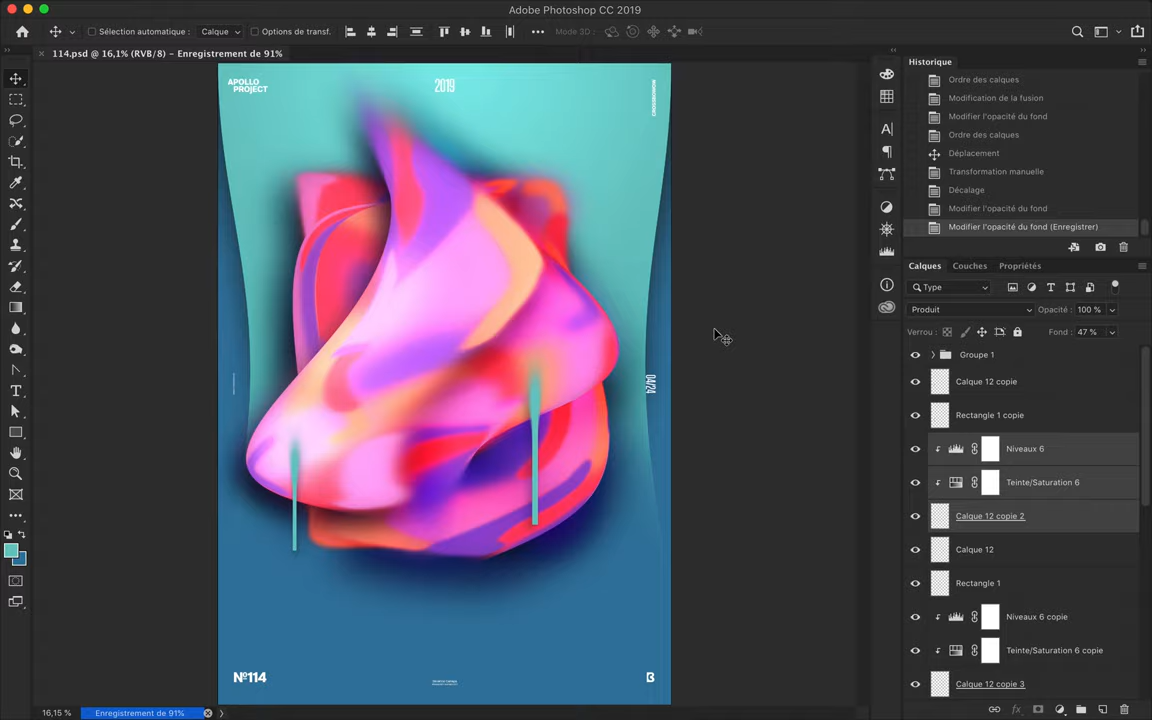 Adobe Photoshop CC 2019
Sélection automatique :
Calque
Options de transf.
Mode 3D :
114.psd @ 16,1% (RVB/8) – Enregistrement de 91%
APOLLO
PROJECT
2019
04/24
Nº114
B
16,15 %
Enregistrement de 91%
Historique
Ordre des calques
Modification de la fusion
Modifier l'opacité du fond
Ordre des calques
Déplacement
Transformation manuelle
Décalage
Modifier l'opacité du fond
Modifier l'opacité du fond (Enregistrer)
Calques
Couches
Propriétés
Type
Produit
Opacité : 100 %
Verrou :
Fond : 47 %
Groupe 1
Calque 12 copie
Rectangle 1 copie
Niveaux 6
Teinte/Saturation 6
Calque 12 copie 2
Calque 12
Rectangle 1
Niveaux 6 copie
Teinte/Saturation 6 copie
Calque 12 copie 3